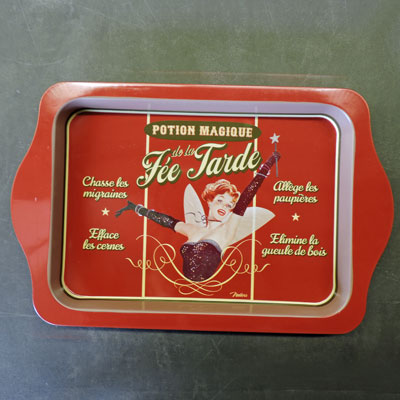 POTION MAGIQUE
de la
Fée Tarde
Chasse les
migraines
Allège les
paupières
Efface
les cernes
Elimine la
gueule de bois